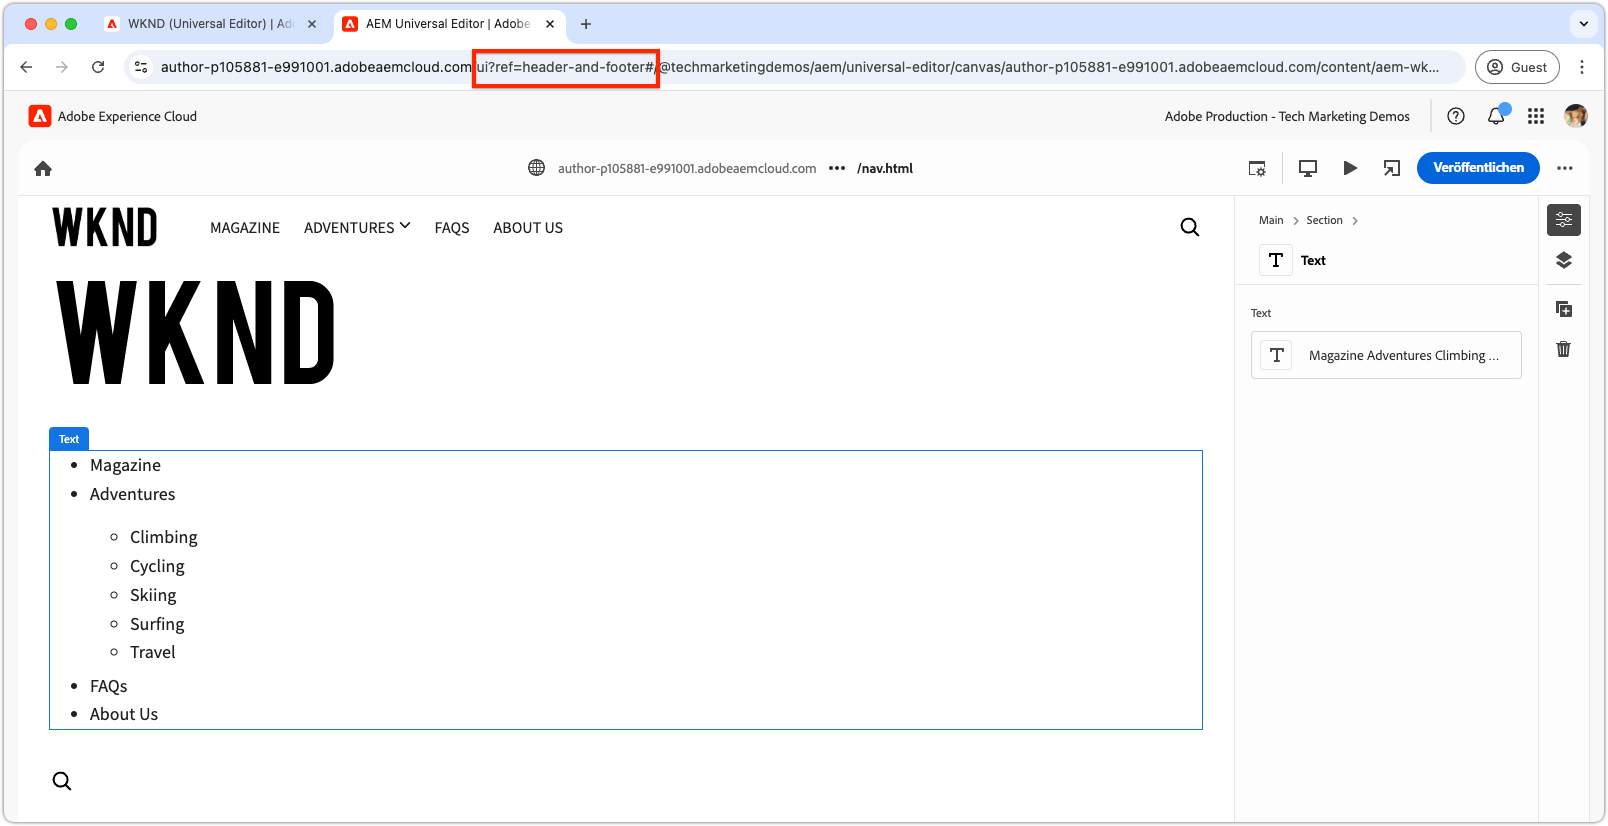 WKND (Universal Editor) | Ad
AEM Universal Editor | Adobe
author-p105881-e991001.adobeaemcloud.com/ui?ref=header-and-footer#/@techmarketingdemos/aem/universal-editor/canvas/author-p105881-e991001.adobeaemcloud.com/content/aem-wk...
Guest
Adobe Experience Cloud
Adobe Production - Tech Marketing Demos
author-p105881-e991001.adobeaemcloud.com ••• /nav.html
Veröffentlichen
WKND
MAGAZINE
ADVENTURES
FAQS
ABOUT US
Main
Section
Text
WKND
Text
Magazine Adventures Climbing ...
Text
Magazine
Adventures
Climbing
Cycling
Skiing
Surfing
Travel
FAQs
About Us